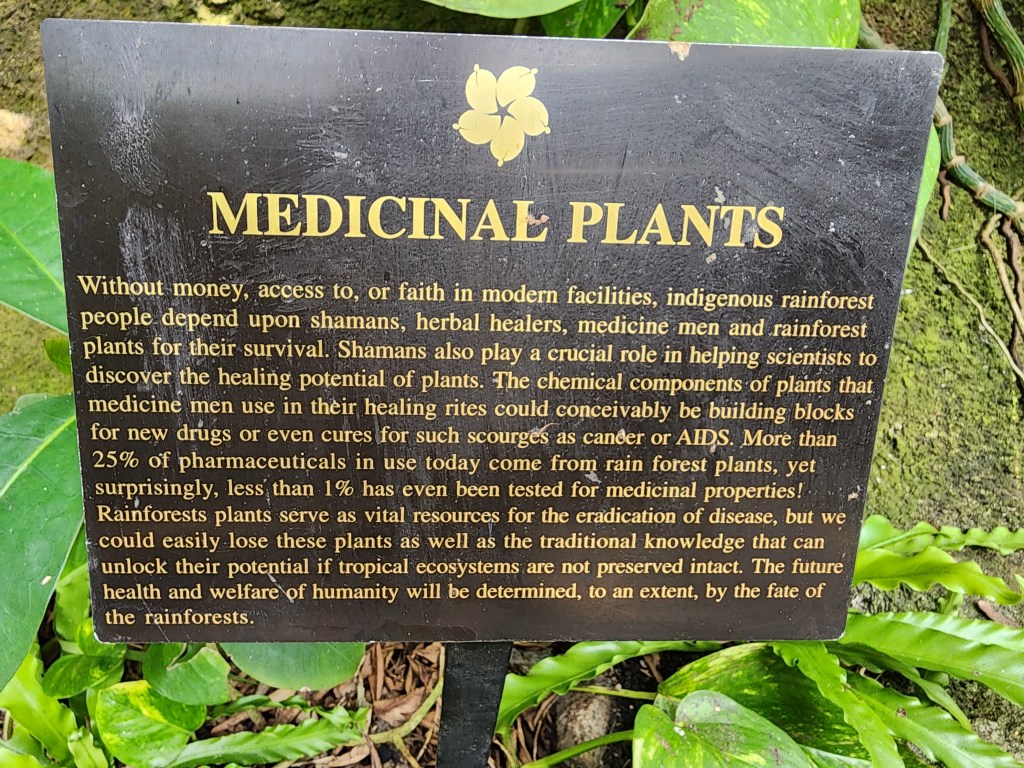 MEDICINAL PLANTS
Without money, access to, or faith in modern facilities, indigenous rainforest
people depend upon shamans, herbal healers, medicine men and rainforest
plants for their survival. Shamans also play a crucial role in helping scientists to
discover the healing potential of plants. The chemical components of plants that
medicine men use in their healing rites could conceivably be building blocks
for new drugs or even cures for such scourges as cancer or AIDS. More than
25% of pharmaceuticals in use today come from rain forest plants, yet
surprisingly, less than 1% has even been tested for medicinal properties!
Rainforests plants serve as vital resources for the eradication of disease, but we
could easily lose these plants as well as the traditional knowledge that can
unlock their potential if tropical ecosystems are not preserved intact. The future
health and welfare of humanity will be determined, to an extent, by the fate of
the rainforests.